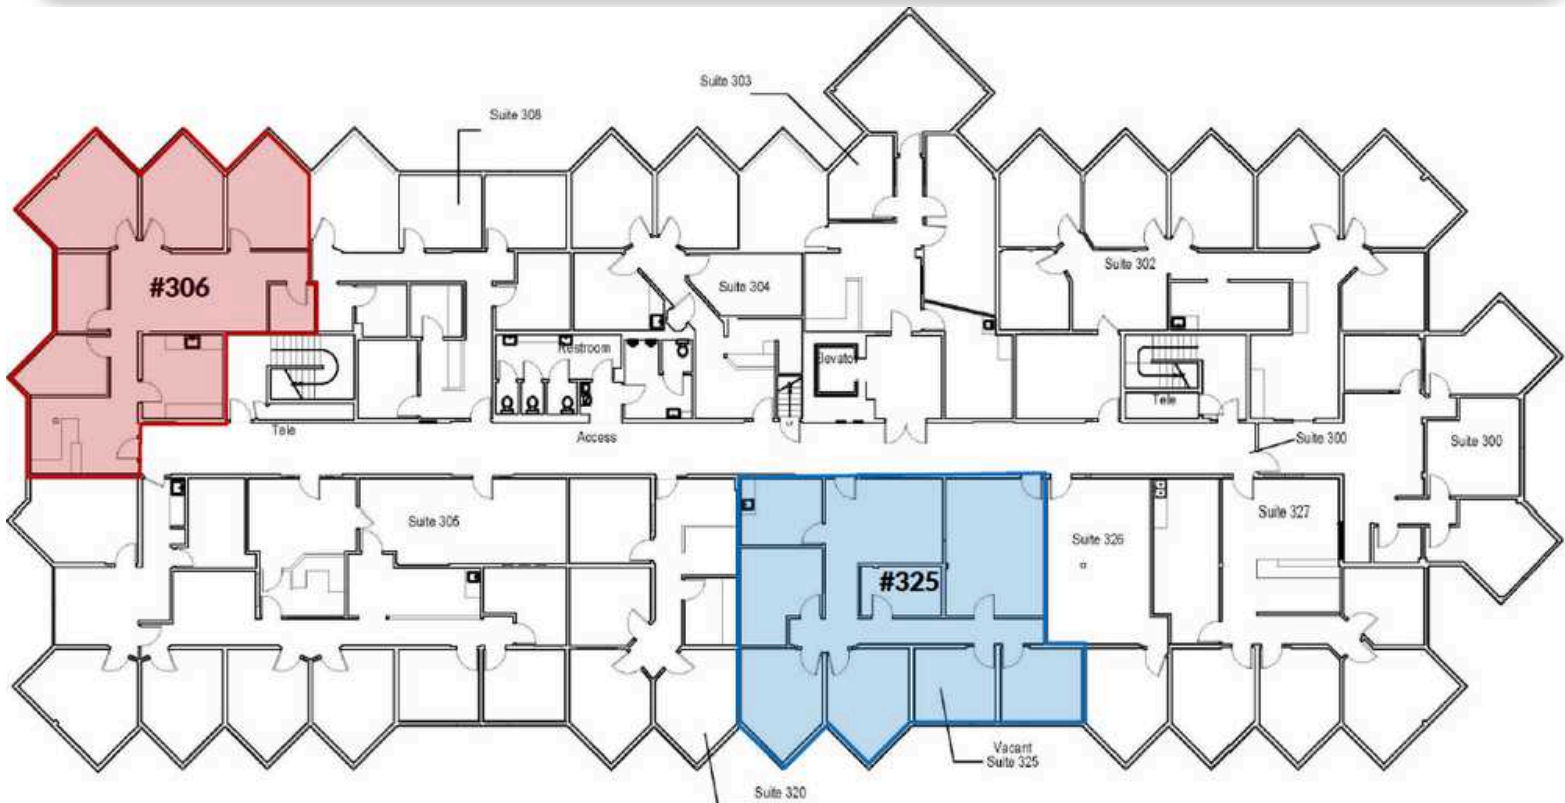 Suite 303
Suite 308
Suite 302
#306
Suite 304
Restroom
Elevator
Tele
Tele
Access
Suite 300
Suite 300
Suite 305
Suite 327
Suite 326
#325
Vacant
Suite 325
Suite 320